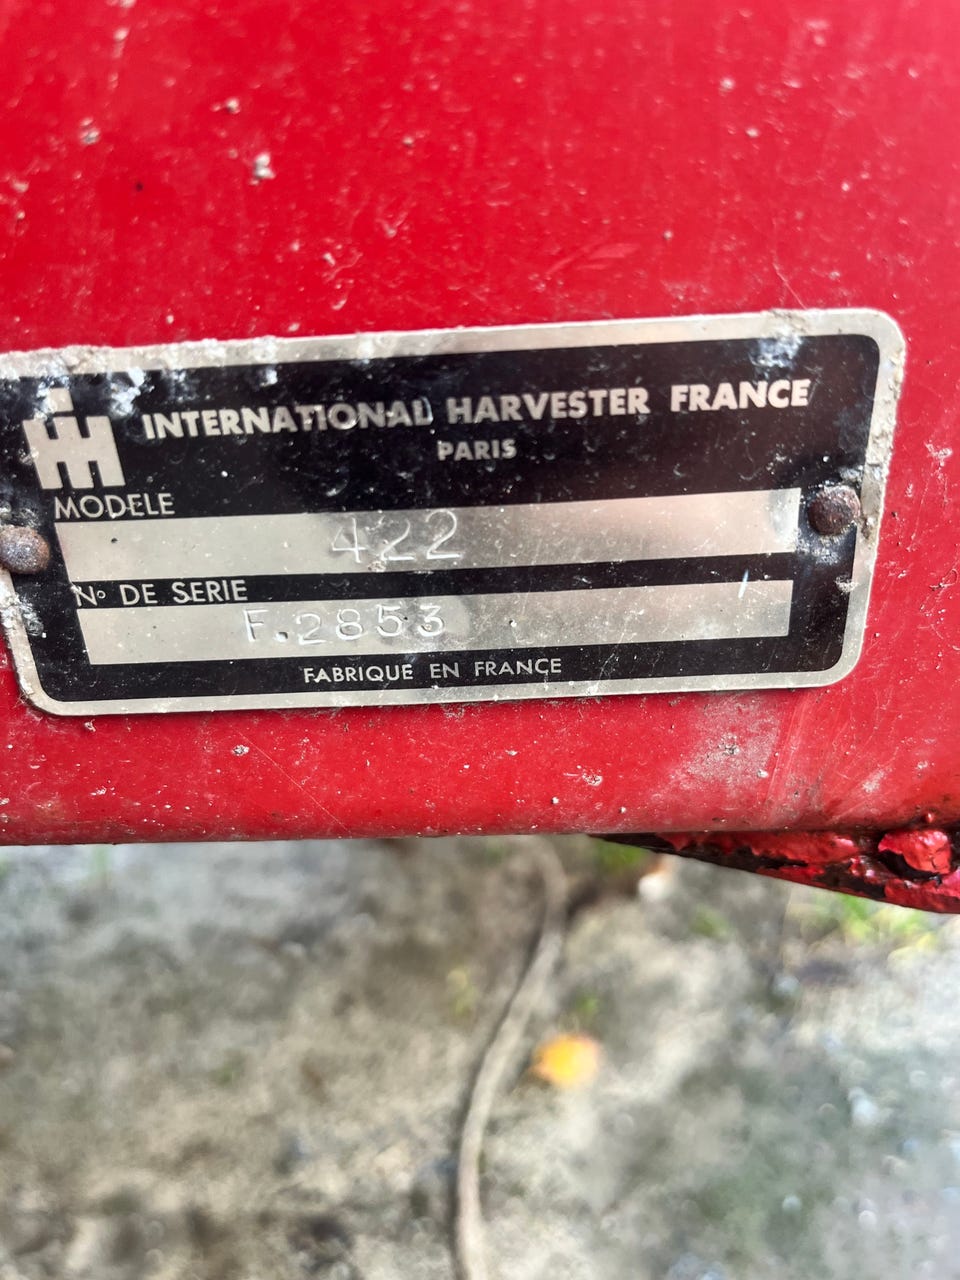 INTERNATIONAL HARVESTER FRANCE
PARIS
MODELE
422
Nº DE SERIE
F.2853
FABRIQUE EN FRANCE